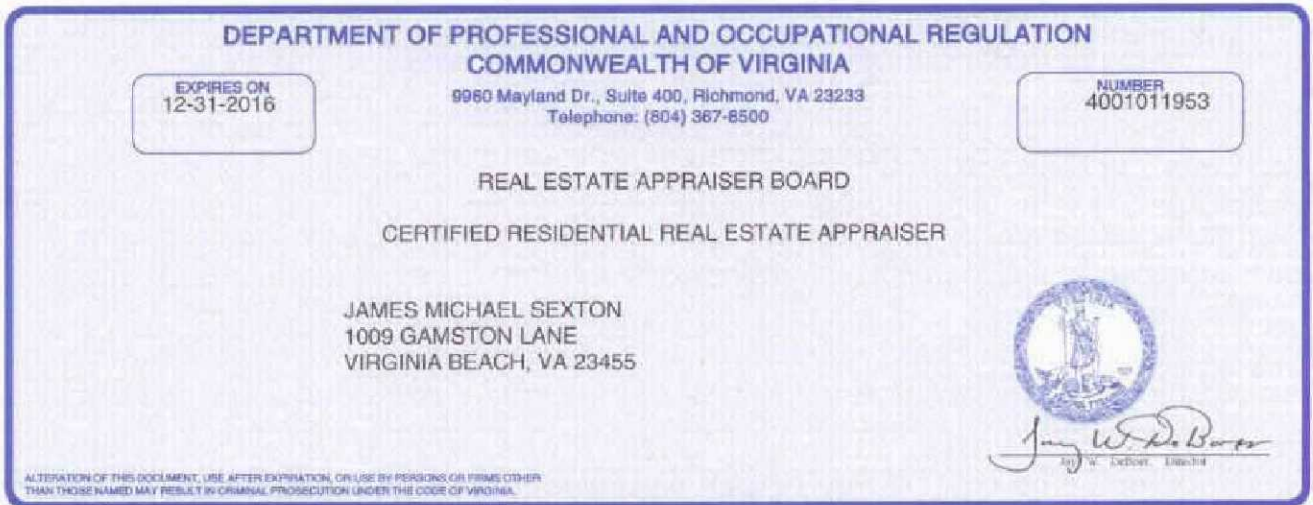 DEPARTMENT OF PROFESSIONAL AND OCCUPATIONAL REGULATION
COMMONWEALTH OF VIRGINIA
EXPIRES ON
12-31-2016
9960 Mayland Dr., Suite 400, Richmond, VA 23233
Telephone: (804) 367-8500
NUMBER
4001011953
REAL ESTATE APPRAISER BOARD
CERTIFIED RESIDENTIAL REAL ESTATE APPRAISER
JAMES MICHAEL SEXTON
1009 GAMSTON LANE
VIRGINIA BEACH, VA 23455
Director
ALTERATION OF THIS DOCUMENT, USE AFTER EXPIRATION, OR USE BY PERSONS OR FIRMS OTHER
THAN THOSE NAMED MAY RESULT IN CRIMINAL PROSECUTION UNDER THE CODE OF VIRGINIA.